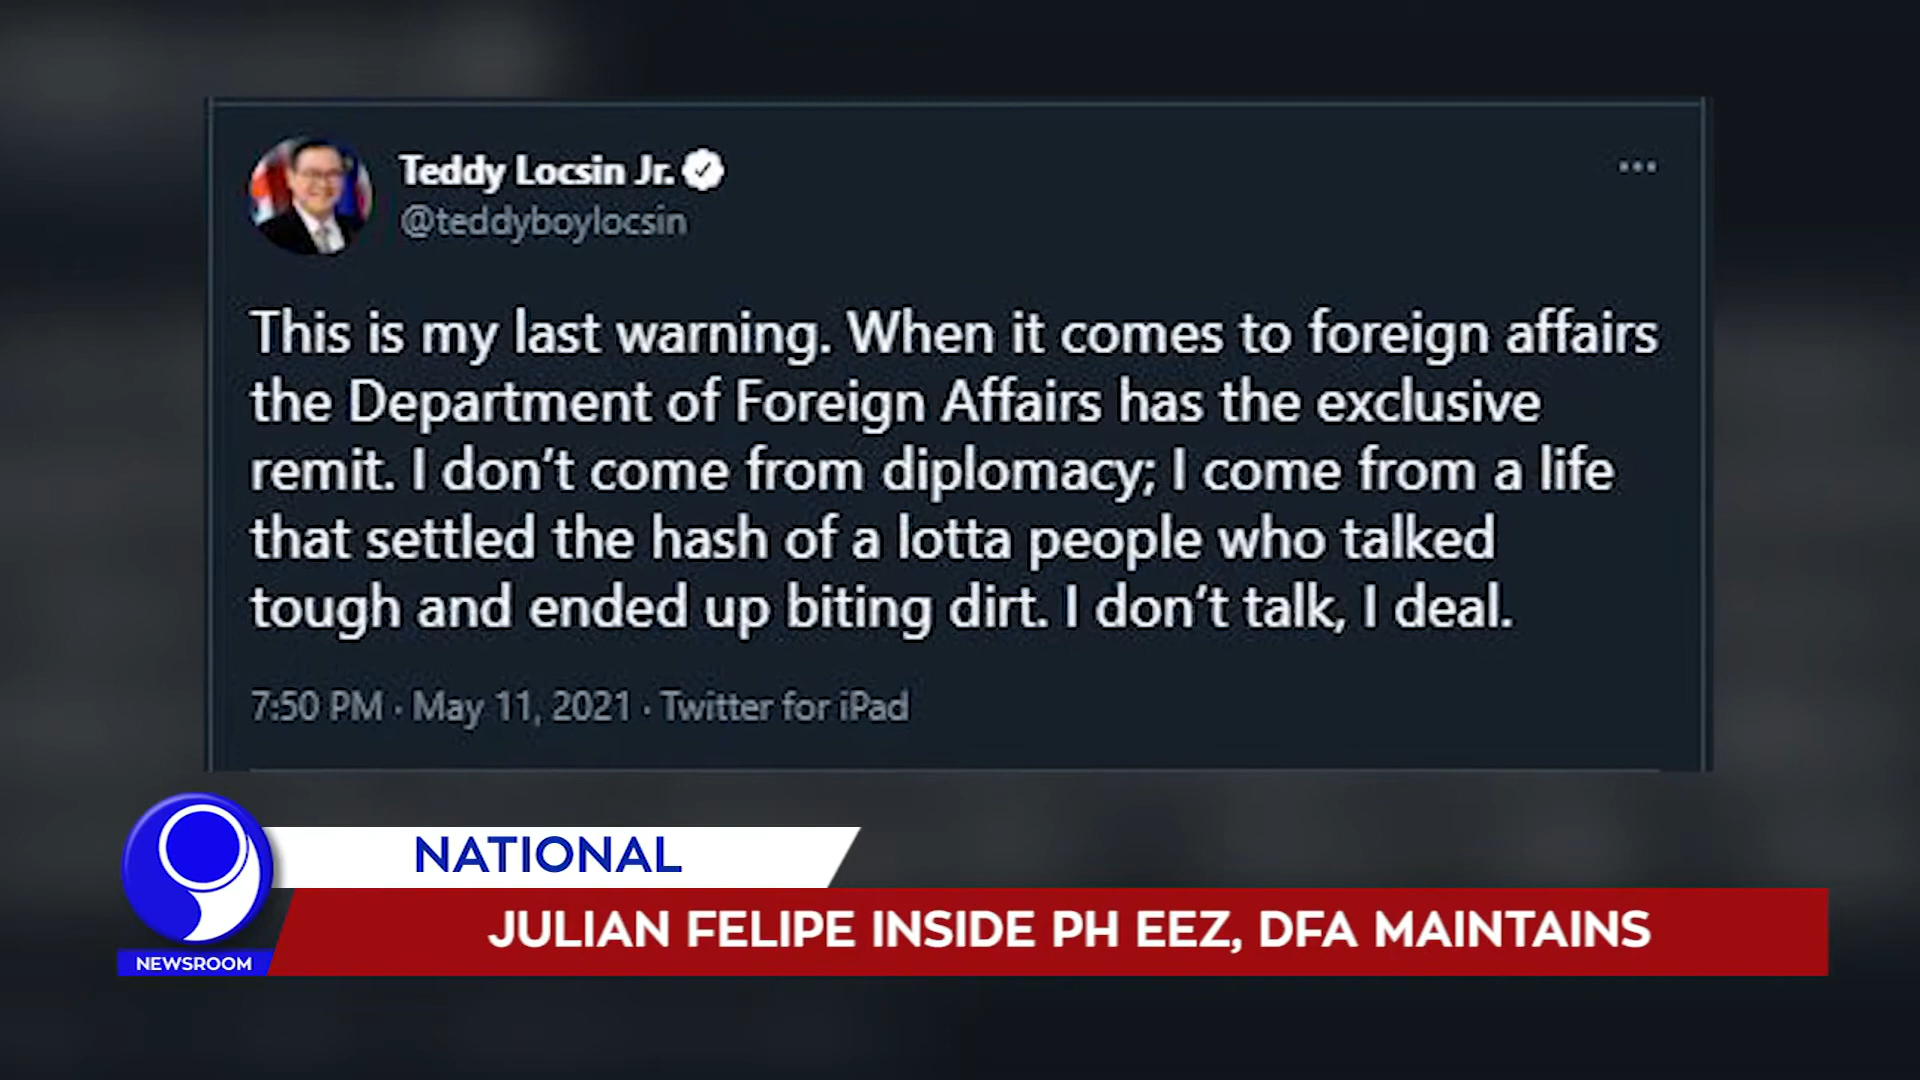 Teddy Locsin Jr.
@teddyboylocsin
This is my last warning. When it comes to foreign affairs
the Department of Foreign Affairs has the exclusive
remit. I don’t come from diplomacy; I come from a life
that settled the hash of a lotta people who talked
tough and ended up biting dirt. I don’t talk, I deal.
7:50 PM · May 11, 2021 · Twitter for iPad
NATIONAL
JULIAN FELIPE INSIDE PH EEZ, DFA MAINTAINS
NEWSROOM